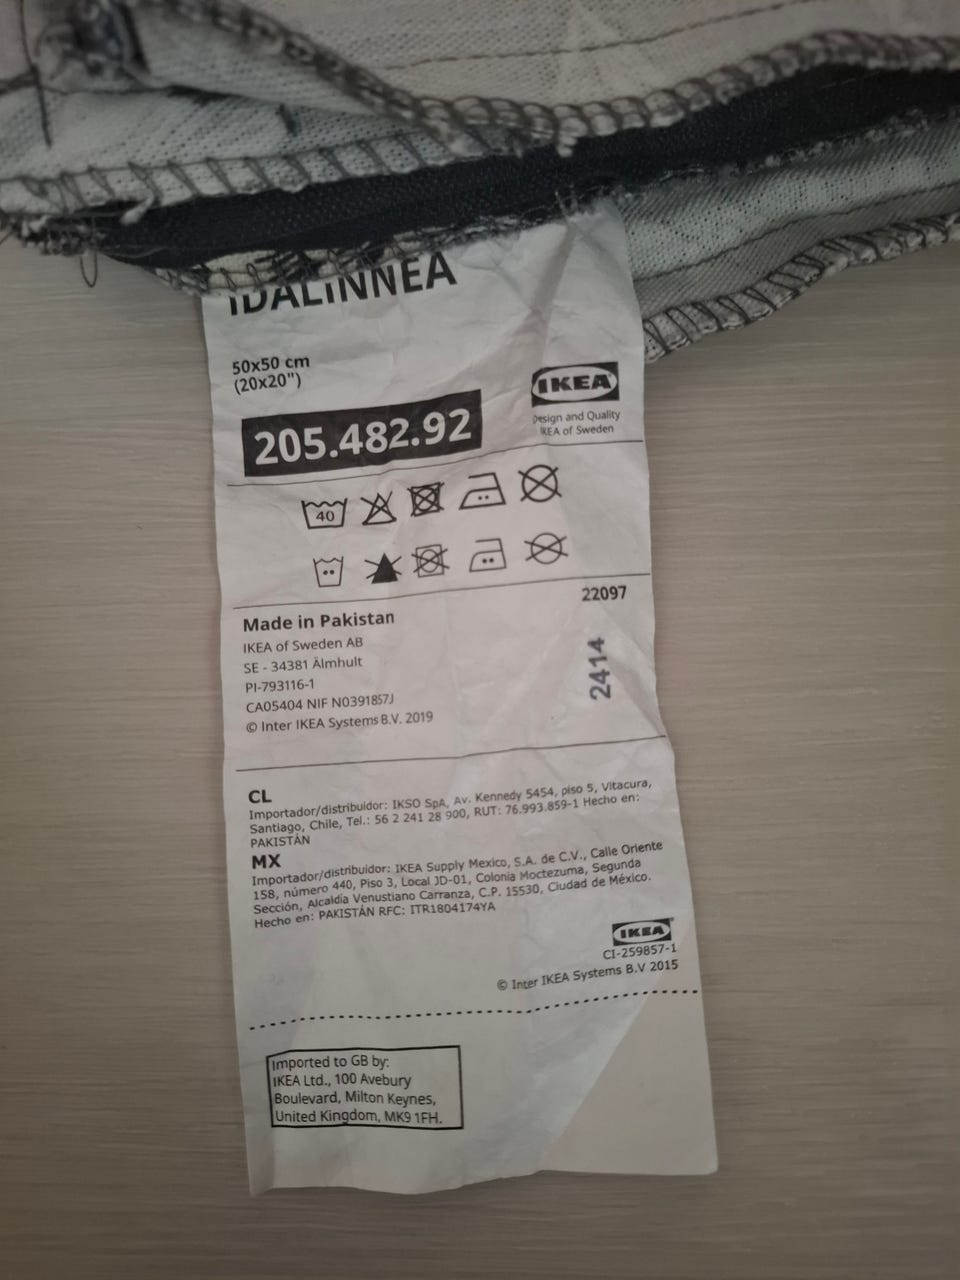 IDALINNEA
50x50 cm
(20x20")
205.482.92
IKEA
Design and Quality
IKEA of Sweden
40
22097
Made in Pakistan
IKEA of Sweden AB
SE - 34381 Älmhult
PI-793116-1
CA05404 NIF N0391857J
© Inter IKEA Systems B.V. 2019
2414
CL
Importador/distribuidor: IKSO SpA, Av. Kennedy 5454, piso 5, Vitacura,
Santiago, Chile, Tel.: 56 2 241 28 900, RUT: 76.993.859-1 Hecho en:
PAKISTÁN
MX
Importador/distribuidor: IKEA Supply Mexico, S.A. de C.V., Calle Oriente
158, número 440, Piso 3, Local JD-01, Colonia Moctezuma, Segunda
Sección, Alcaldía Venustiano Carranza, C.P. 15530, Ciudad de México.
Hecho en: PAKISTÁN RFC: ITR1804174YA
IKEA
CI-259857-1
© Inter IKEA Systems B.V 2015
Imported to GB by:
IKEA Ltd., 100 Avebury
Boulevard, Milton Keynes,
United Kingdom, MK9 1FH.